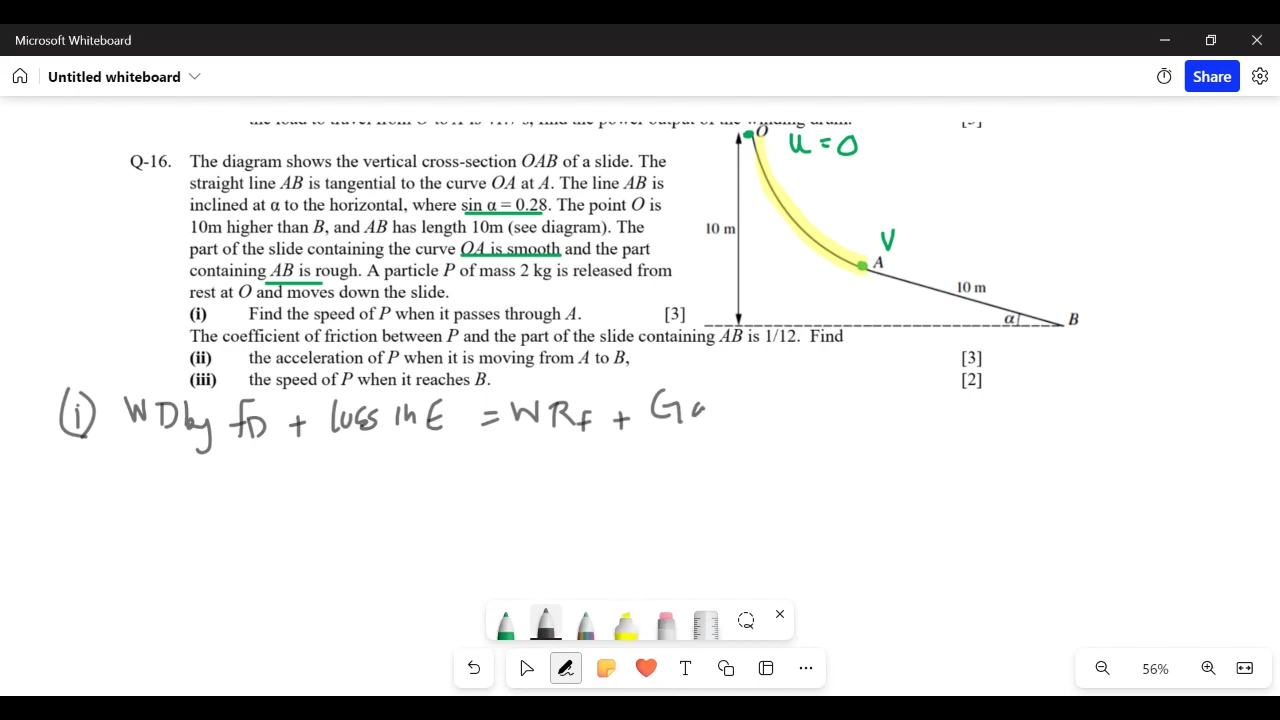 Microsoft Whiteboard
Untitled whiteboard
Share
O
u = 0
Q-16. The diagram shows the vertical cross-section OAB of a slide. The
straight line AB is tangential to the curve OA at A. The line AB is
inclined at α to the horizontal, where sin α = 0.28. The point O is
10m higher than B, and AB has length 10m (see diagram). The
part of the slide containing the curve OA is smooth and the part
containing AB is rough. A particle P of mass 2 kg is released from
rest at O and moves down the slide.
10 m
V
A
10 m
α
B
(i) Find the speed of P when it passes through A. [3]
The coefficient of friction between P and the part of the slide containing AB is 1/12. Find
(ii) the acceleration of P when it is moving from A to B, [3]
(iii) the speed of P when it reaches B. [2]
(i) WD by FD + loss in E = WRf + Ga
T
56%